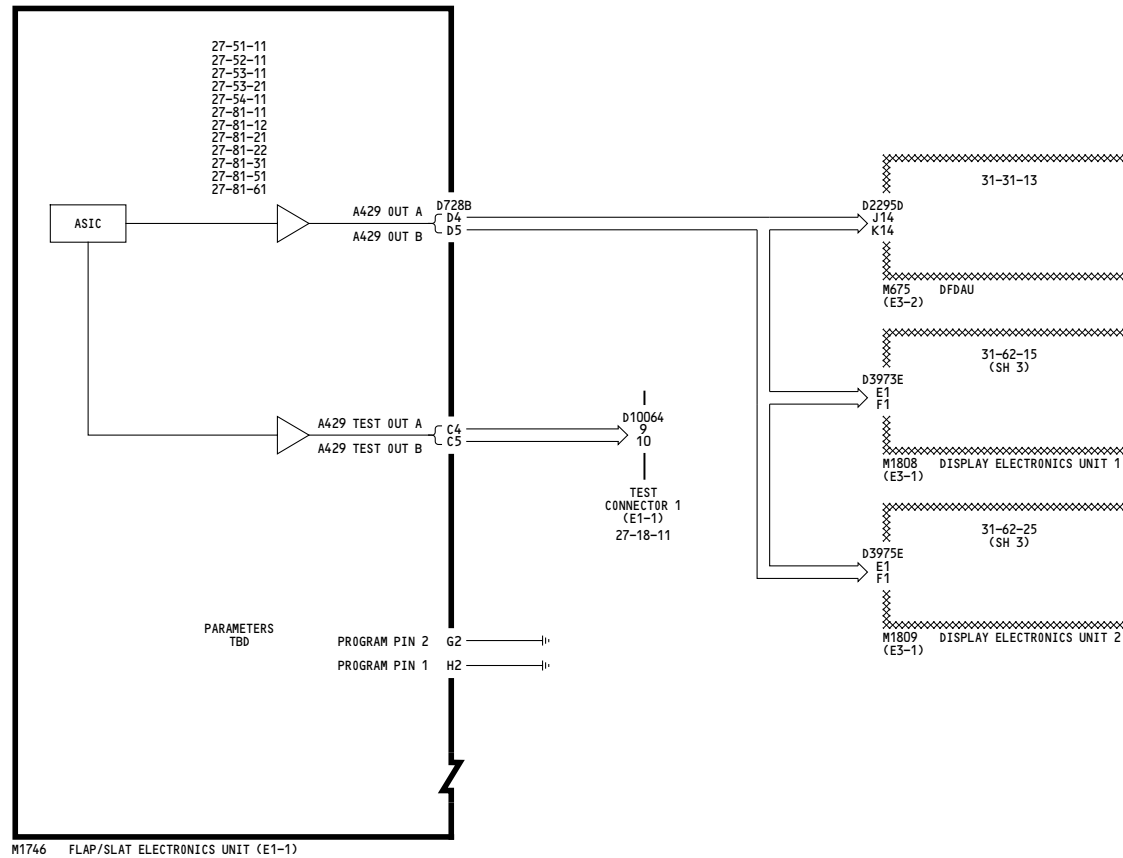 27-51-11
27-52-11
27-53-11
27-53-21
27-54-11
27-81-11
27-81-12
27-81-21
27-81-22
27-81-31
27-81-51
27-81-61
ASIC
A429 OUT A
A429 OUT B
D728B
D4
D5
A429 TEST OUT A
A429 TEST OUT B
C4
C5
D10064
9
10
TEST
CONNECTOR 1
(E1-1)
27-18-11
PARAMETERS
TBD
PROGRAM PIN 2 G2
PROGRAM PIN 1 H2
M1746 FLAP/SLAT ELECTRONICS UNIT (E1-1)
31-31-13
D2295D
J14
K14
M675 DFDAU
(E3-2)
31-62-15
(SH 3)
D3973E
E1
F1
M1808 DISPLAY ELECTRONICS UNIT 1
(E3-1)
31-62-25
(SH 3)
D3975E
E1
F1
M1809 DISPLAY ELECTRONICS UNIT 2
(E3-1)